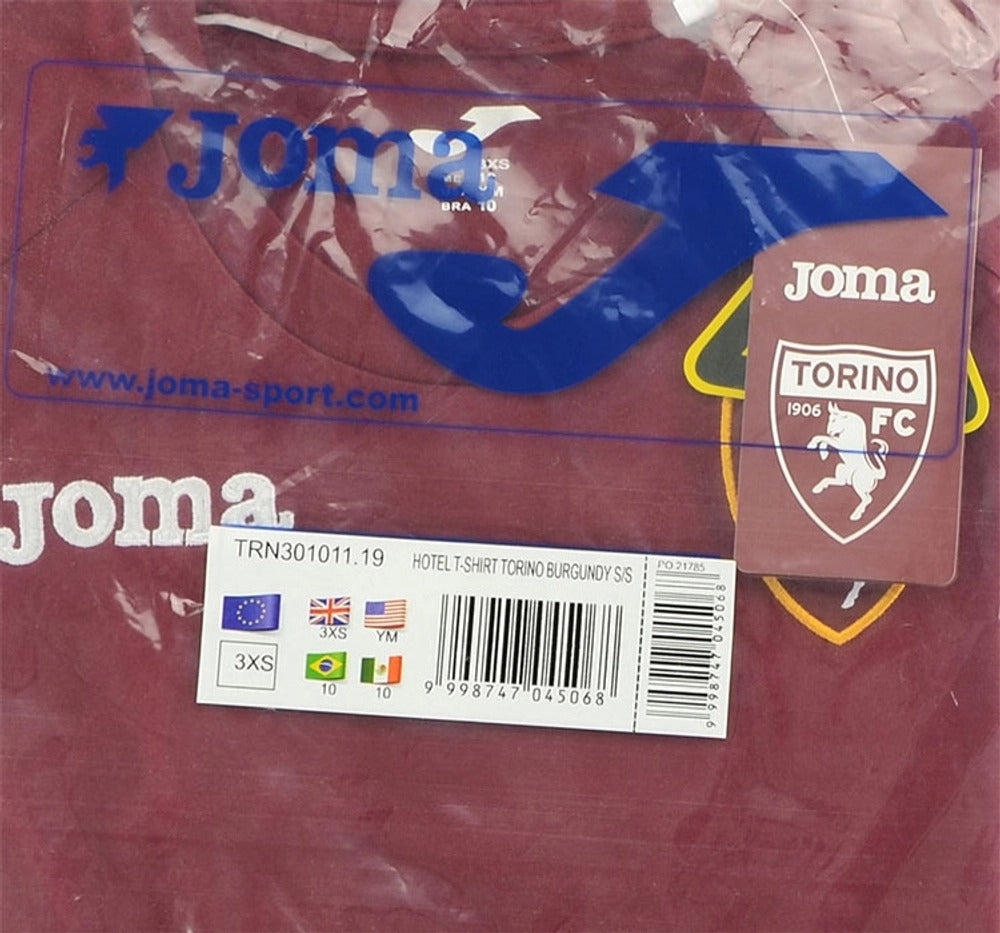 Joma
3XS
BRA 10
www.joma-sport.com
Joma
TORINO
1906
FC
Joma
TRN301011.19
HOTEL T-SHIRT TORINO BURGUNDY S/S
3XS
3XS
YM
10
10
9 998747 045068
PO 21785
9 998747 045068